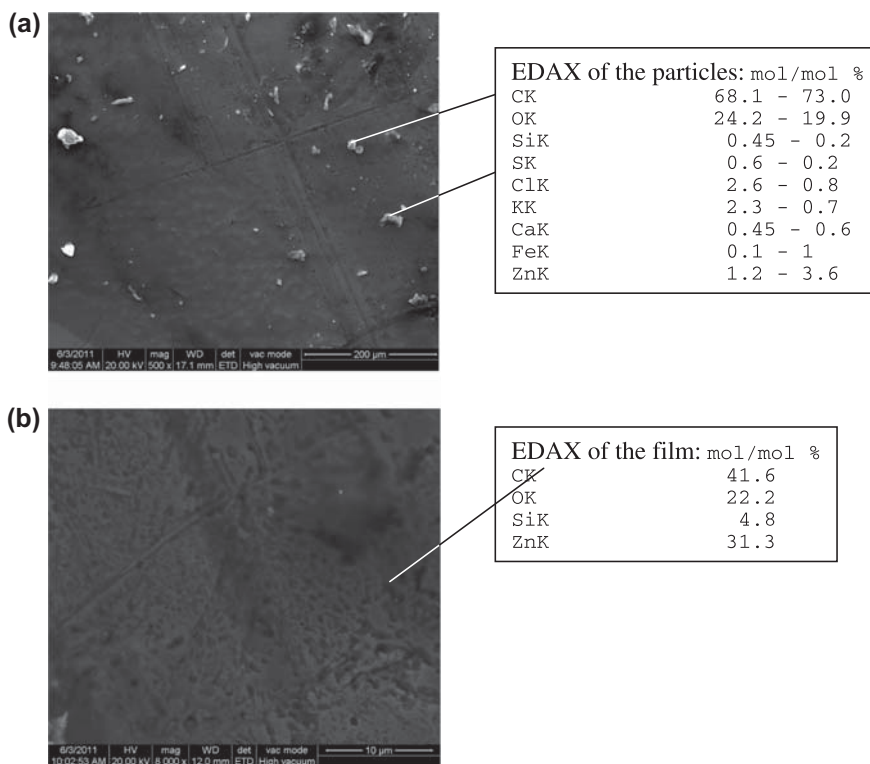 (a)
EDAX of the particles: mol/mol %
CK 68.1 - 73.0
OK 24.2 - 19.9
SiK 0.45 - 0.2
SK 0.6 - 0.2
ClK 2.6 - 0.8
KK 2.3 - 0.7
CaK 0.45 - 0.6
FeK 0.1 - 1
ZnK 1.2 - 3.6
6/3/2011 HV mag WD det vac mode 200 µm
9:48:05 AM 20.00 kV 500 x 17.1 mm ETD High vacuum
(b)
EDAX of the film: mol/mol %
CK 41.6
OK 22.2
SiK 4.8
ZnK 31.3
6/3/2011 HV mag WD det vac mode 10 µm
10:02:53 AM 20.00 kV 8 000 x 12.0 mm ETD High vacuum